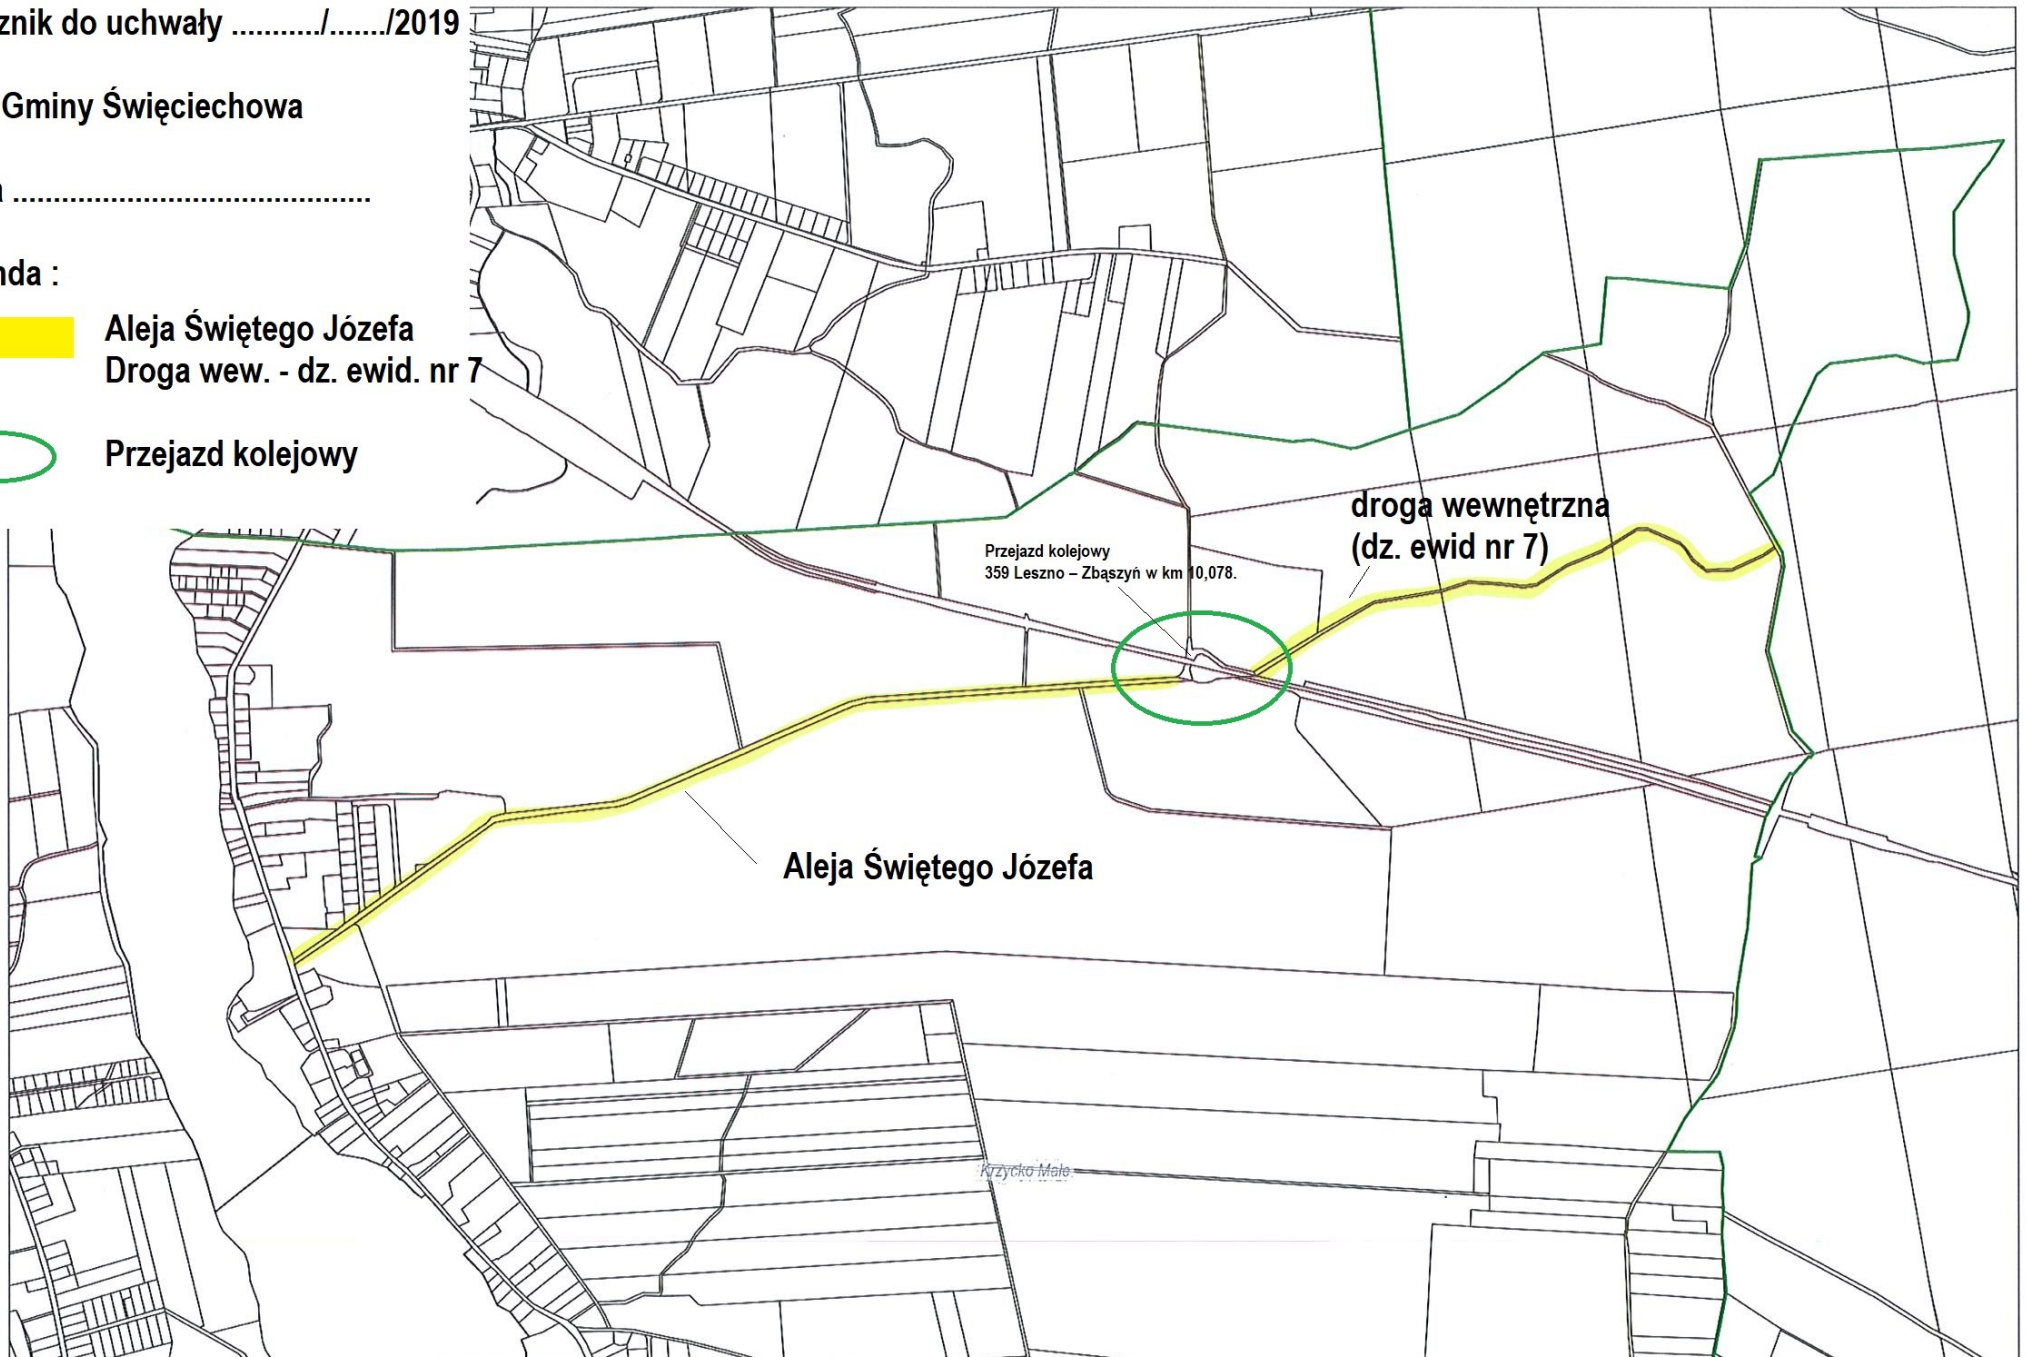 znik do uchwały .........../......./2019
Gminy Święciechowa
a ............................................
nda :
Aleja Świętego Józefa
Droga wew. - dz. ewid. nr 7
Przejazd kolejowy
droga wewnętrzna
(dz. ewid nr 7)
Przejazd kolejowy
359 Leszno – Zbąszyń w km 10,078.
Aleja Świętego Józefa
Krzycko Małe